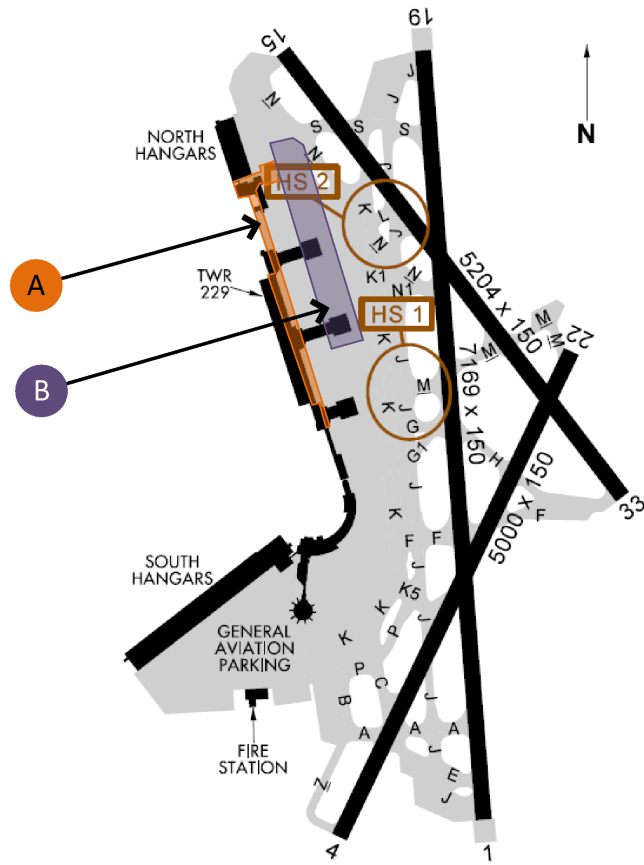 19
15
J
N
J
N
S
S
S
NORTH
HANGARS
N
J
HS 2
K
L
J
N
A
K1
N
5204 x 150
TWR
229
N1
HS 1
M
M
22
K
J
M
7169 x 150
B
M
K
J
G
G1
H
J
5000 x 150
33
K
F
F
F
J
SOUTH
HANGARS
K5
K
P
J
GENERAL
AVIATION
PARKING
K
P
C
B
J
A
A
A
J
FIRE
STATION
N
E
J
4
1